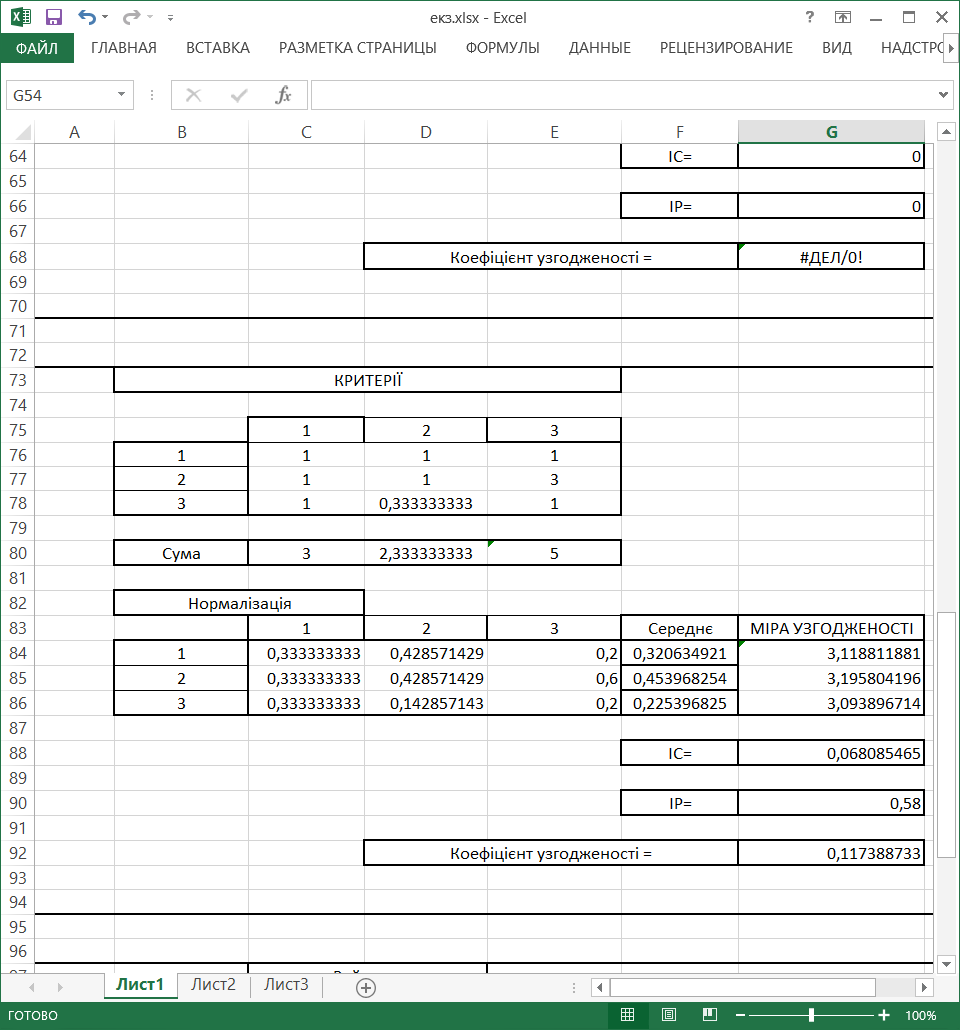 екз.xlsx - Excel
ФАЙЛ ГЛАВНАЯ ВСТАВКА РАЗМЕТКА СТРАНИЦЫ ФОРМУЛЫ ДАННЫЕ РЕЦЕНЗИРОВАНИЕ ВИД НАДСТРО
G54 fx
A B C D E F G
64 IC= 0
65
66 IP= 0
67
68 Коефіцієнт узгодженості = #ДЕЛ/0!
69
70
71
72
73 КРИТЕРІЇ
74
75 1 2 3
76 1 1 1 1
77 2 1 1 3
78 3 1 0,333333333 1
79
80 Сума 3 2,333333333 5
81
82 Нормалізація
83 1 2 3 Середнє МІРА УЗГОДЖЕНОСТІ
84 1 0,333333333 0,428571429 0,2 0,320634921 3,118811881
85 2 0,333333333 0,428571429 0,6 0,453968254 3,195804196
86 3 0,333333333 0,142857143 0,2 0,225396825 3,093896714
87
88 IC= 0,068085465
89
90 IP= 0,58
91
92 Коефіцієнт узгодженості = 0,117388733
93
94
95
96
Лист1 Лист2 Лист3
ГОТОВО 100%